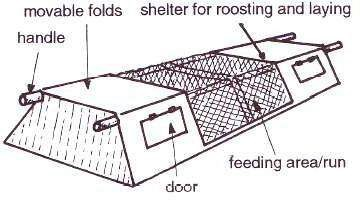 movable folds
shelter for roosting and laying
handle
feeding area/run
door